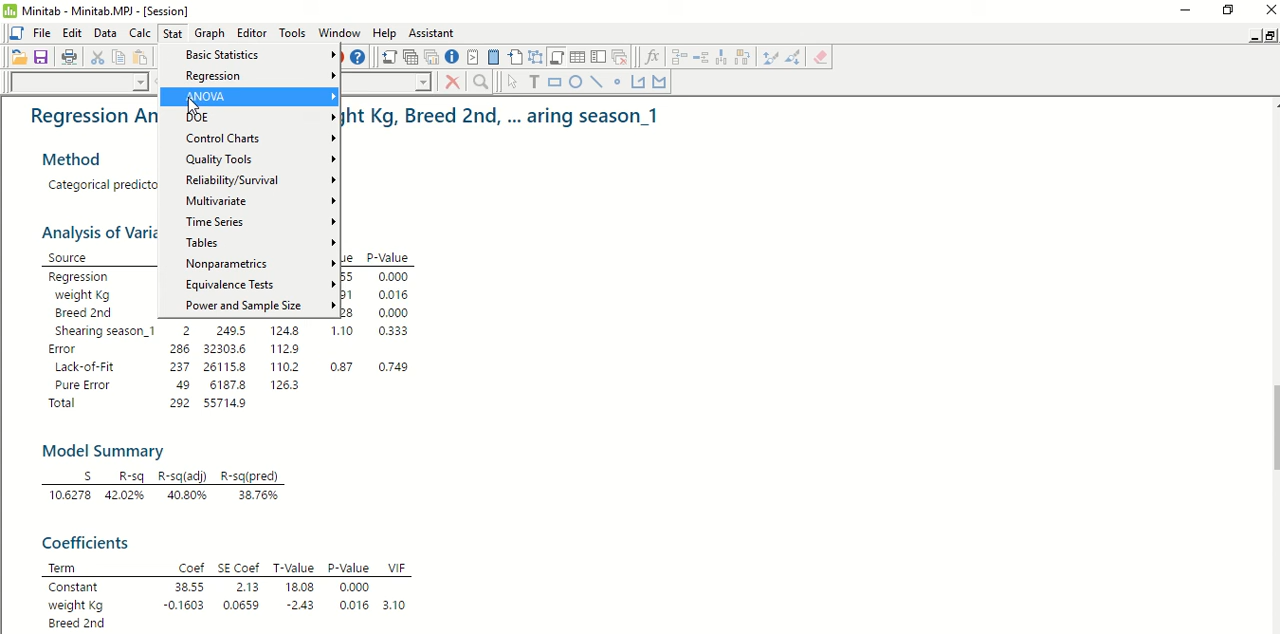 Minitab - Minitab.MPJ - [Session]
File Edit Data Calc Stat Graph Editor Tools Window Help Assistant
Basic Statistics
Regression
ANOVA
DOE
Control Charts
Quality Tools
Reliability/Survival
Multivariate
Time Series
Tables
Nonparametrics
Equivalence Tests
Power and Sample Size
Regression An ght Kg, Breed 2nd, ... aring season_1
Method
Categorical predicto
Analysis of Varia
Source ue P-Value
Regression 55 0.000
weight Kg 91 0.016
Breed 2nd 28 0.000
Shearing season_1 2 249.5 124.8 1.10 0.333
Error 286 32303.6 112.9
Lack-of-Fit 237 26115.8 110.2 0.87 0.749
Pure Error 49 6187.8 126.3
Total 292 55714.9
Model Summary
S R-sq R-sq(adj) R-sq(pred)
10.6278 42.02% 40.80% 38.76%
Coefficients
Term Coef SE Coef T-Value P-Value VIF
Constant 38.55 2.13 18.08 0.000
weight Kg -0.1603 0.0659 -2.43 0.016 3.10
Breed 2nd